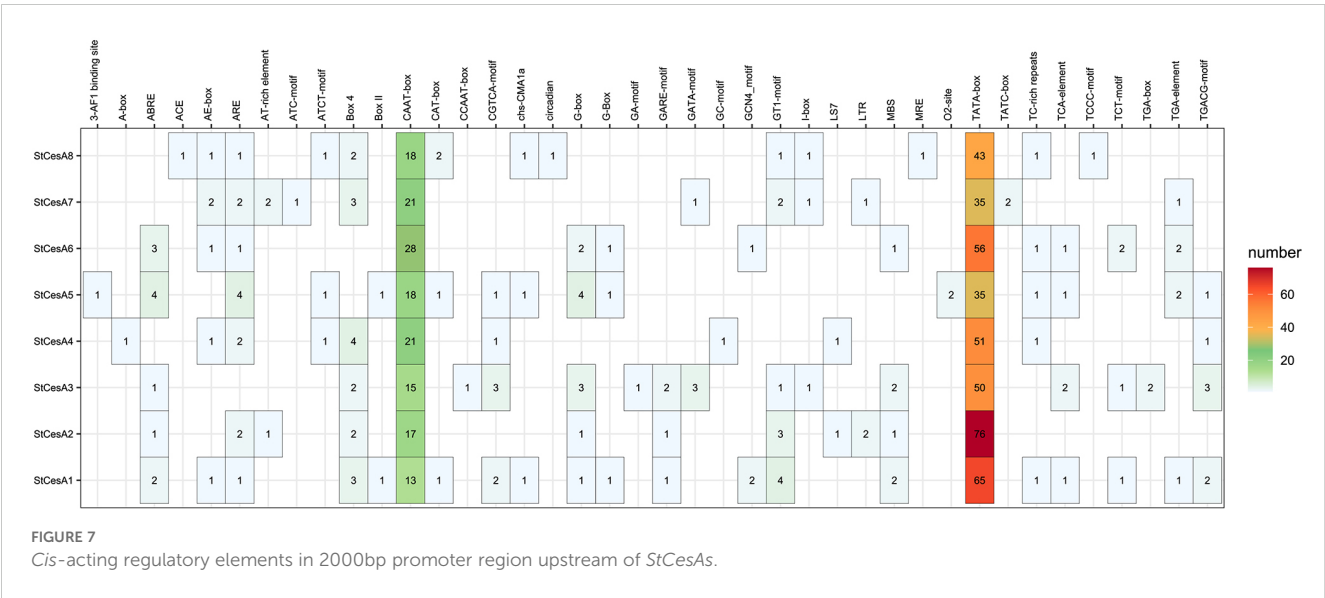 3-AF1 binding site A-box ABRE ACE AE-box ARE AT-rich element ATC-motif ATCT-motif Box 4 Box II CAAT-box CAT-box CCAAT-box CGTCA-motif chs-CMA1a circadian G-box G-Box GA-motif GARE-motif GATA-motif GC-motif GCN4_motif GT1-motif I-box LS7 LTR MBS MRE O2-site TATA-box TATC-box TC-rich repeats TCA-element TCCC-motif TCT-motif TGA-box TGA-element TGACG-motif
StCesA8 1 1 1 1 2 18 2 1 1 1 1 1 43 1 1
StCesA7 2 2 2 1 3 21 1 2 1 1 35 2 1
StCesA6 3 1 1 28 2 1 1 1 56 1 1 2 2
StCesA5 1 4 4 1 1 18 1 1 1 4 1 2 35 1 1 2 1
StCesA4 1 1 2 1 4 21 1 1 1 51 1 1
StCesA3 1 2 15 1 3 3 1 2 3 1 1 2 50 2 1 2 3
StCesA2 1 2 1 2 17 1 1 3 1 2 1 76
StCesA1 2 1 1 3 1 13 1 2 1 1 1 1 2 4 2 65 1 1 1 1 2
number
60
40
20
FIGURE 7
Cis-acting regulatory elements in 2000bp promoter region upstream of StCesAs.